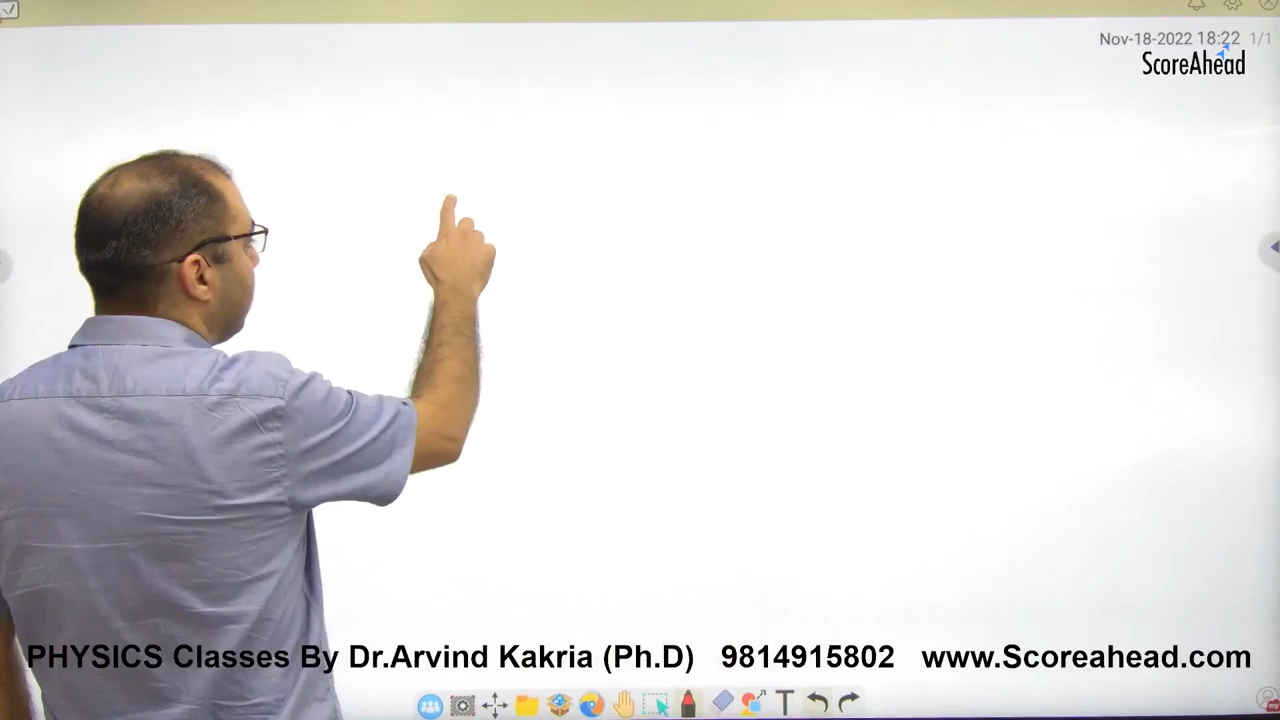 Nov-18-2022 18:22 1/1
ScoreAhead
PHYSICS Classes By Dr.Arvind Kakria (Ph.D) 9814915802 www.Scoreahead.com
T
my